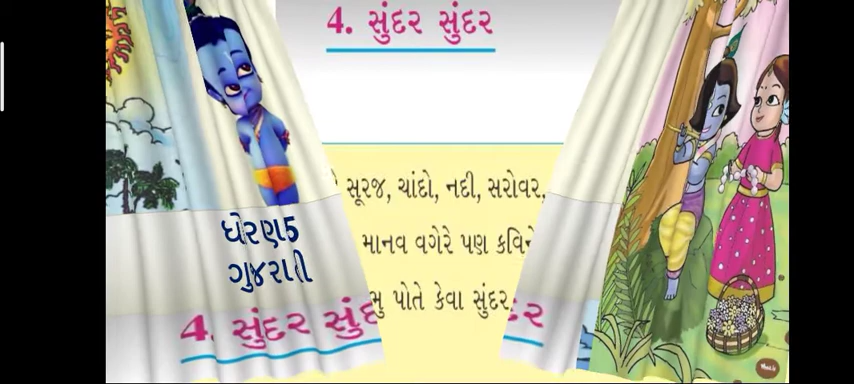 4. સુંદર સુંદર
સૂરજ, ચાંદો, નદી, સરોવર,
માનવ વગેરે પણ કવિને
પોતે કેવા સુંદર
ધોરણ5
ગુજરાતી
4. સુંદર